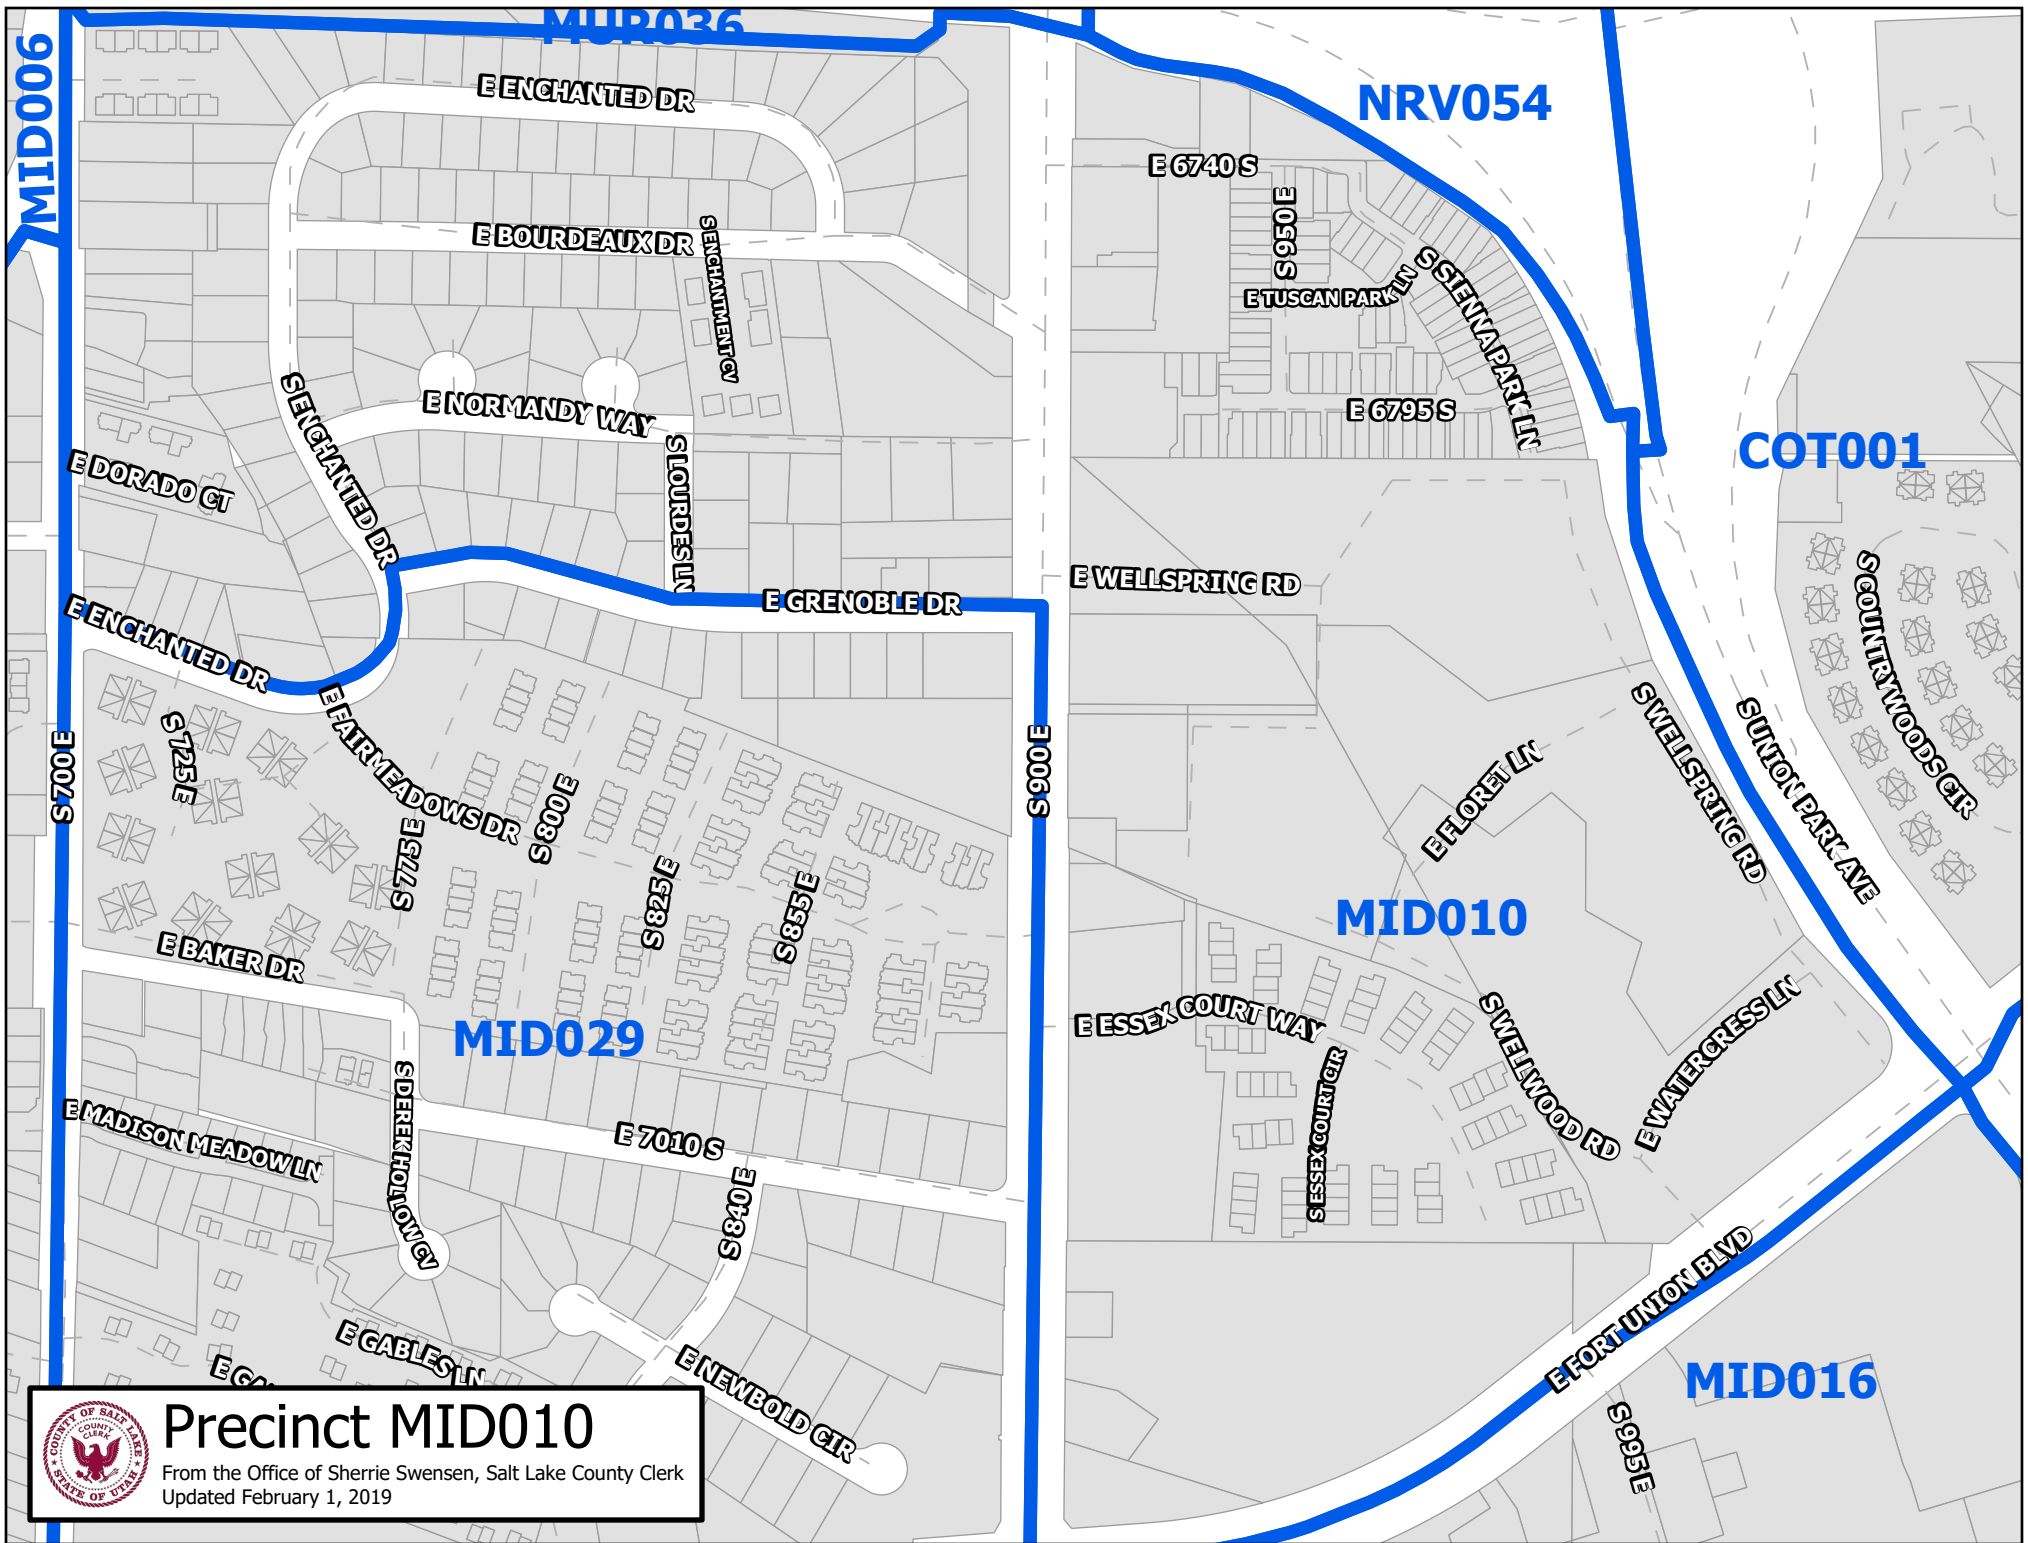 MUR036
MID006
E ENCHANTED DR
NRV054
E 6740 S
S 950 E
E BOURDEAUX DR
S ENCHANTMENT CV
E TUSCAN PARK LN
S SIENNA PARK LN
S ENCHANTED DR
E NORMANDY WAY
E 6795 S
COT001
S LOURDES LN
E DORADO CT
E WELLSPRING RD
E GRENOBLE DR
E ENCHANTED DR
S COUNTRYWOODS CIR
S 725 E
E FAIRMEADOWS DR
S WELLSPRING RD
S UNION PARK AVE
S 700 E
S 900 E
S 775 E
S 800 E
E FLORET LN
S 825 E
S 855 E
MID010
E BAKER DR
MID029
E ESSEX COURT WAY
S WELLWOOD RD
E WATERCRESS LN
S ESSEX COURT CIR
S DEREK HOLLOW CV
E MADISON MEADOW LN
E 7010 S
S 840 E
E GABLES LN
E GA
E NEWBOLD CIR
E FORT UNION BLVD
MID016
S 995 E
COUNTY OF SALT LAKE
COUNTY
CLERK
STATE OF UTAH
Precinct MID010
From the Office of Sherrie Swensen, Salt Lake County Clerk
Updated February 1, 2019